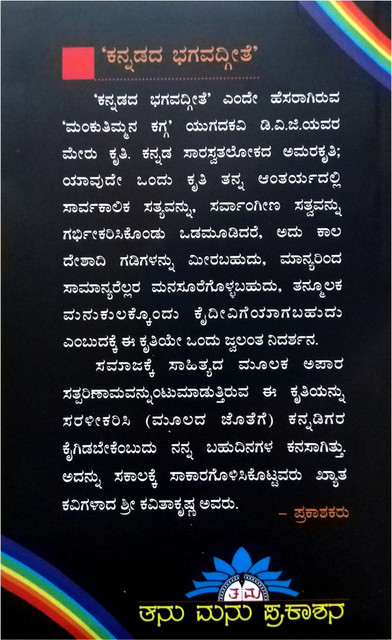 ‘ಕನ್ನಡದ ಭಗವದ್ಗೀತೆ’
‘ಕನ್ನಡದ ಭಗವದ್ಗೀತೆ’ ಎಂದೇ ಹೆಸರಾಗಿರುವ
‘ಮಂಕುತಿಮ್ಮನ ಕಗ್ಗ’ ಯುಗದಕವಿ ಡಿ.ವಿ.ಜಿ.ಯವರ
ಮೇರು ಕೃತಿ. ಕನ್ನಡ ಸಾರಸ್ವತಲೋಕದ ಅಮರಕೃತಿ;
ಯಾವುದೇ ಒಂದು ಕೃತಿ ತನ್ನ ಆಂತರ್ಯದಲ್ಲಿ
ಸಾರ್ವಕಾಲಿಕ ಸತ್ಯವನ್ನು, ಸರ್ವಾಂಗೀಣ ಸತ್ವವನ್ನು
ಗರ್ಭೀಕರಿಸಿಕೊಂಡು ಒಡಮೂಡಿದರೆ, ಅದು ಕಾಲ
ದೇಶಾದಿ ಗಡಿಗಳನ್ನು ಮೀರಬಹುದು, ಮಾನ್ಯರಿಂದ
ಸಾಮಾನ್ಯರೆಲ್ಲರ ಮನಸೂರೆಗೊಳ್ಳಬಹುದು, ತನ್ಮೂಲಕ
ಮನುಕುಲಕ್ಕೊಂದು ಕೈದೀವಿಗೆಯಾಗಬಹುದು
ಎಂಬುದಕ್ಕೆ ಈ ಕೃತಿಯೇ ಒಂದು ಜ್ವಲಂತ ನಿದರ್ಶನ.
ಸಮಾಜಕ್ಕೆ ಸಾಹಿತ್ಯದ ಮೂಲಕ ಅಪಾರ
ಸತ್ಪರಿಣಾಮವನ್ನುಂಟುಮಾಡುತ್ತಿರುವ ಈ ಕೃತಿಯನ್ನು
ಸರಳೀಕರಿಸಿ (ಮೂಲದ ಜೊತೆಗೆ) ಕನ್ನಡಿಗರ
ಕೈಗಿಡಬೇಕೆಂಬುದು ನನ್ನ ಬಹುದಿನಗಳ ಕನಸಾಗಿತ್ತು.
ಅದನ್ನು ಸಕಾಲಕ್ಕೆ ಸಾಕಾರಗೊಳಿಸಿಕೊಟ್ಟವರು ಖ್ಯಾತ
ಕವಿಗಳಾದ ಶ್ರೀ ಕವಿತಾಕೃಷ್ಣ ಅವರು.
– ಪ್ರಕಾಶಕರು
ತ ಮ
ತನು ಮನು ಪ್ರಕಾಶನ